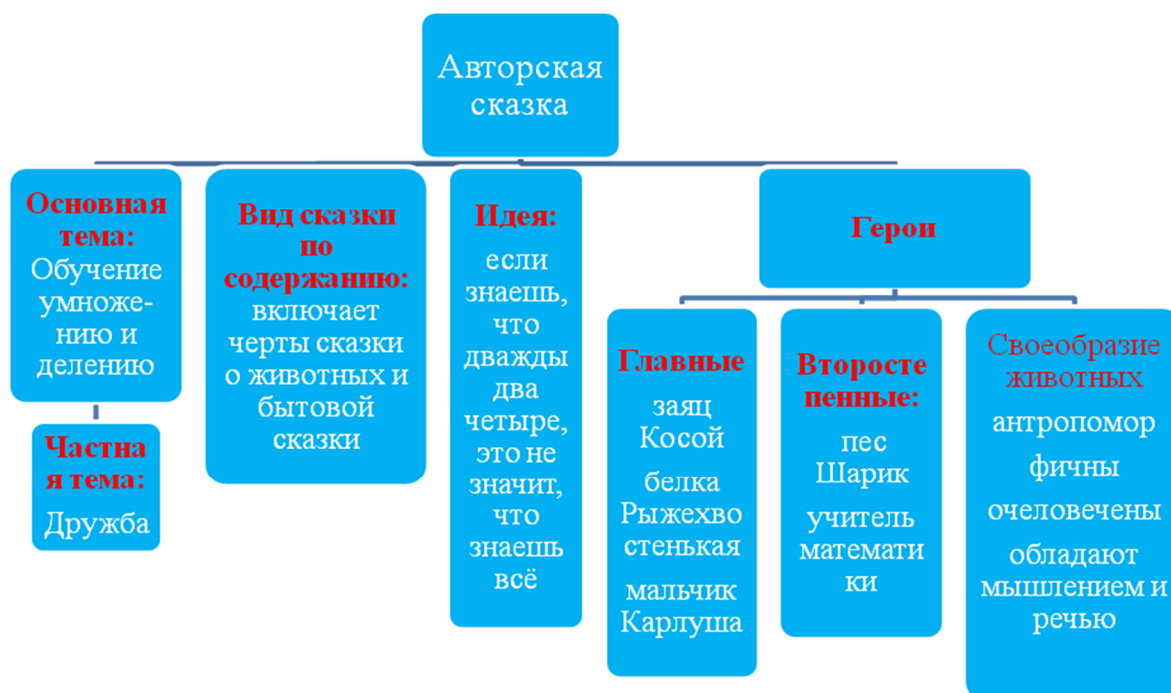 Авторская
сказка
Основная
тема:
Обучение
умноже-
нию и
делению
Частна
я тема:
Дружба
Вид сказки
по
содержанию:
включает
черты сказки
о животных и
бытовой
сказки
Идея:
если
знаешь,
что
дважды
два
четыре,
это не
значит,
что
знаешь
всё
Герои
Главные
заяц
Косой
белка
Рыжехво
стенькая
мальчик
Карлуша
Второсте
пенные:
пес
Шарик
учитель
математи
ки
Своеобразие
животных
антропомор
фичны
очеловечены
обладают
мышлением и
речью